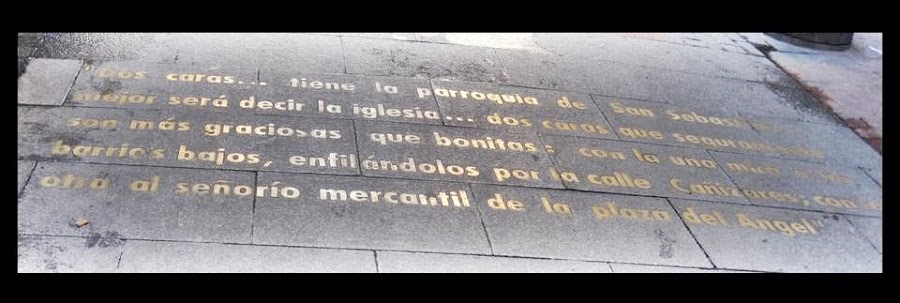 "Dos caras... tiene la parroquia de San Sebastián
mejor será decir la iglesia... dos caras que seguramente
son más graciosas que bonitas: con la una mira a los
barrios bajos, enfilándolos por la calle Cañizares; con
otra al señorío mercantil de la plaza del Angel"